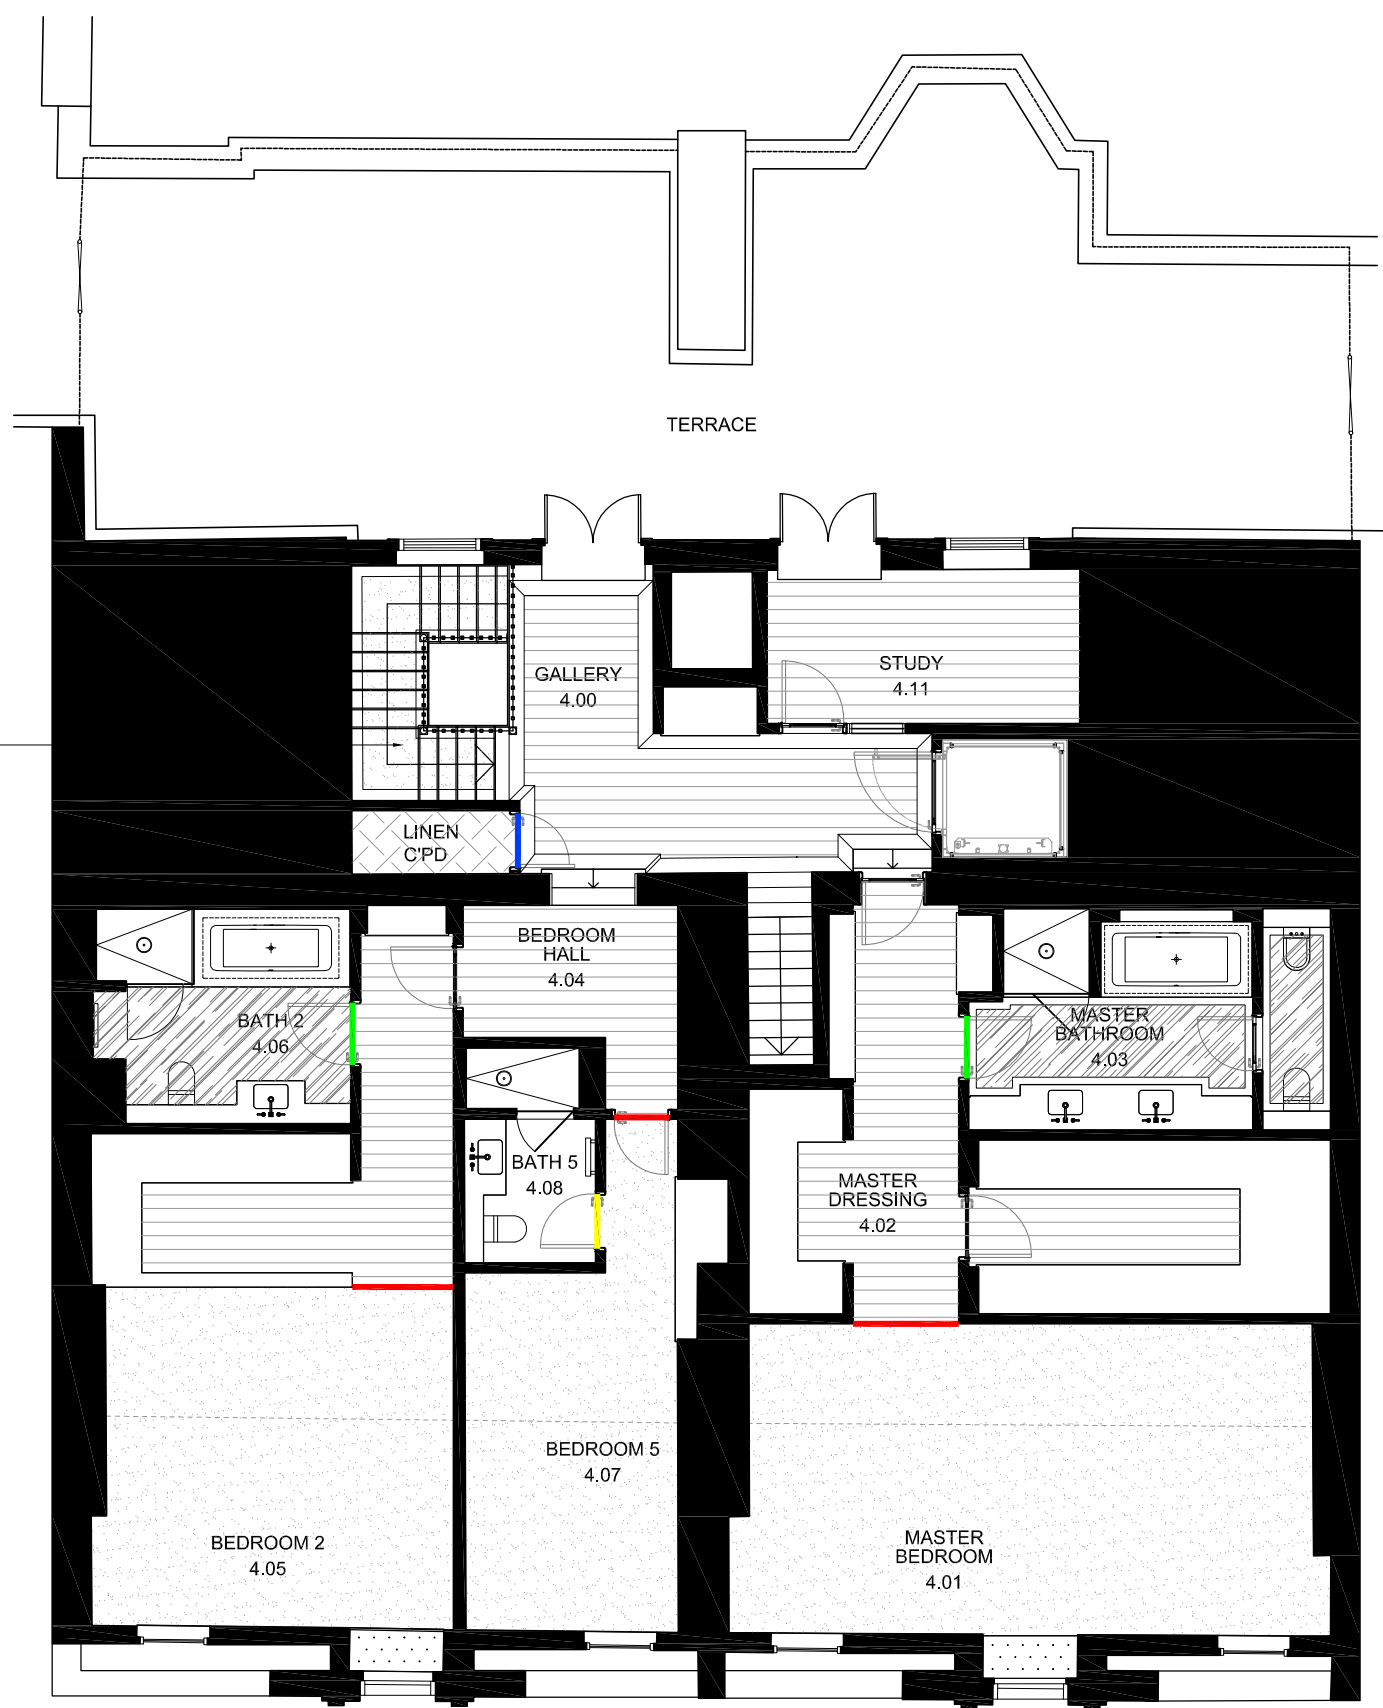 TERRACE
GALLERY
4.00
STUDY
4.11
LINEN
C'PD
BEDROOM
HALL
4.04
BATH 2
4.06
MASTER
BATHROOM
4.03
BATH 5
4.08
MASTER
DRESSING
4.02
BEDROOM 5
4.07
BEDROOM 2
4.05
MASTER
BEDROOM
4.01